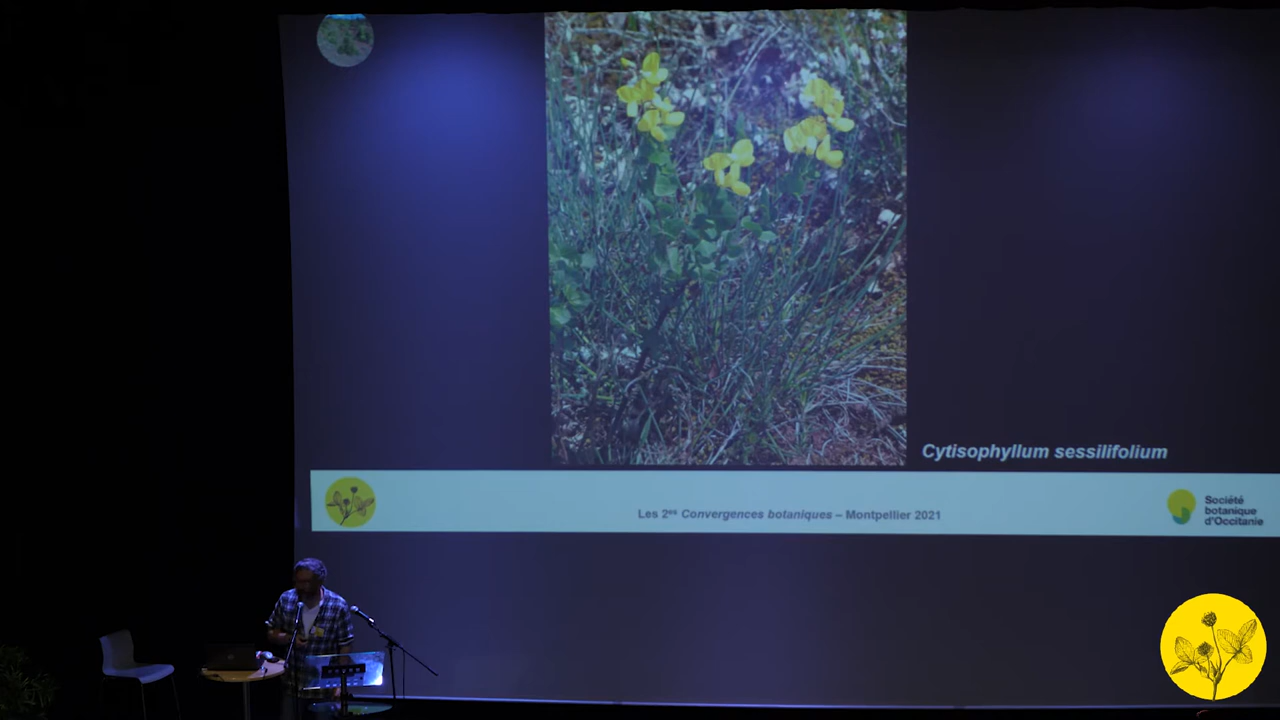 Cytisophyllum sessilifolium
Les 2es Convergences botaniques – Montpellier 2021
Société
botanique
d'Occitanie